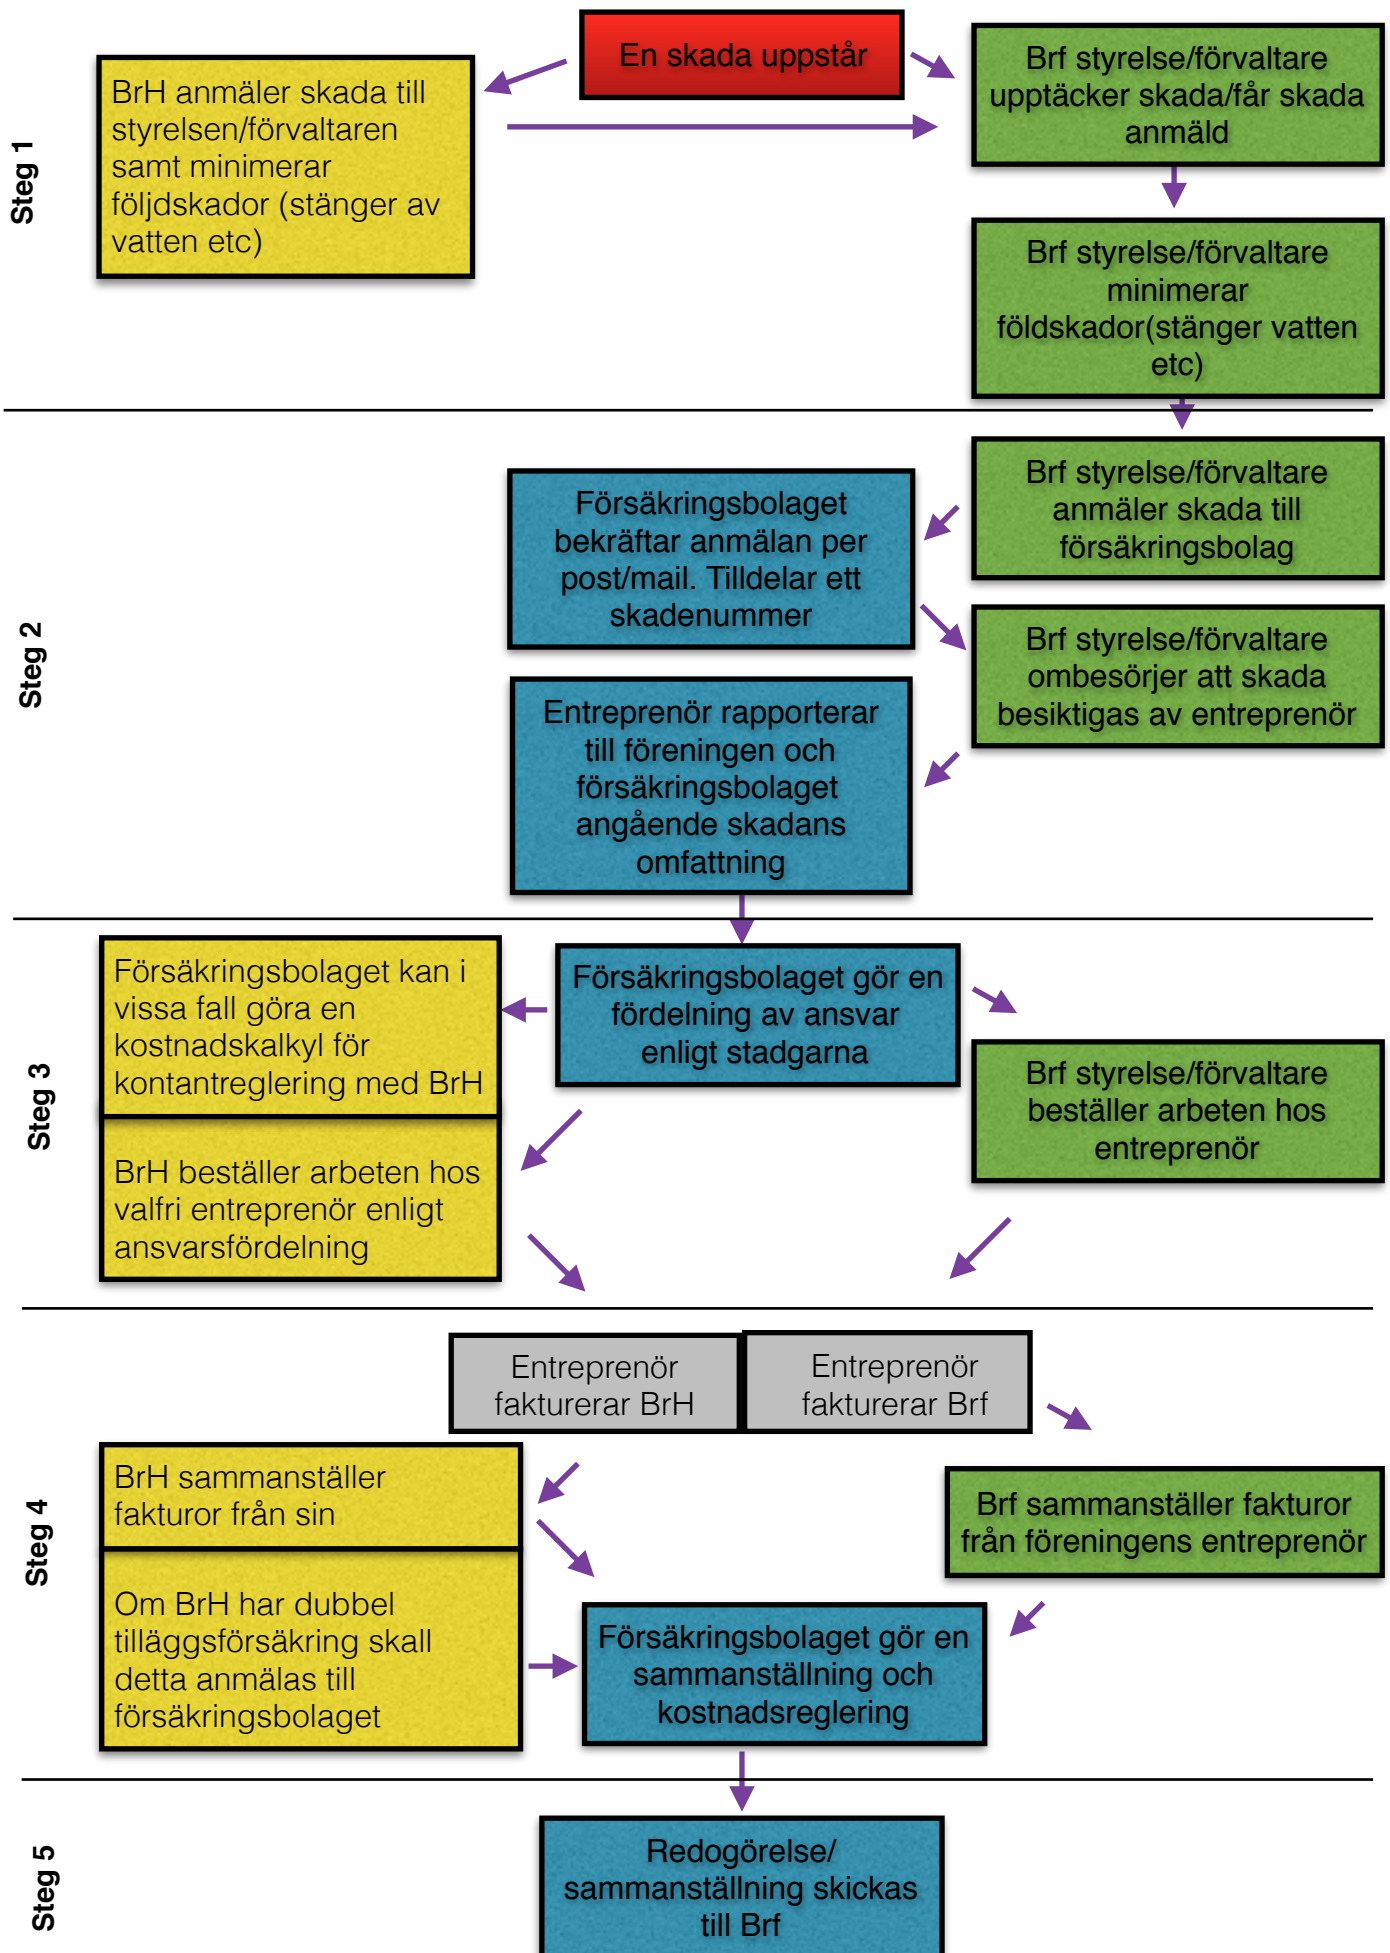 Steg 1
En skada uppstår
BrH anmäler skada till
styrelsen/förvaltaren
samt minimerar
följdskador (stänger av
vatten etc)
Brf styrelse/förvaltare
upptäcker skada/får skada
anmäld
Brf styrelse/förvaltare
minimerar
földskador(stänger vatten
etc)
Steg 2
Brf styrelse/förvaltare
anmäler skada till
försäkringsbolag
Försäkringsbolaget
bekräftar anmälan per
post/mail. Tilldelar ett
skadenummer
Brf styrelse/förvaltare
ombesörjer att skada
besiktigas av entreprenör
Entreprenör rapporterar
till föreningen och
försäkringsbolaget
angående skadans
omfattning
Steg 3
Försäkringsbolaget kan i
vissa fall göra en
kostnadskalkyl för
kontantreglering med BrH
Försäkringsbolaget gör en
fördelning av ansvar
enligt stadgarna
Brf styrelse/förvaltare
beställer arbeten hos
entreprenör
BrH beställer arbeten hos
valfri entreprenör enligt
ansvarsfördelning
Steg 4
Entreprenör
fakturerar BrH
Entreprenör
fakturerar Brf
BrH sammanställer
fakturor från sin
Brf sammanställer fakturor
från föreningens entreprenör
Om BrH har dubbel
tilläggsförsäkring skall
detta anmälas till
försäkringsbolaget
Försäkringsbolaget gör en
sammanställning och
kostnadsreglering
Steg 5
Redogörelse/
sammanställning skickas
till Brf